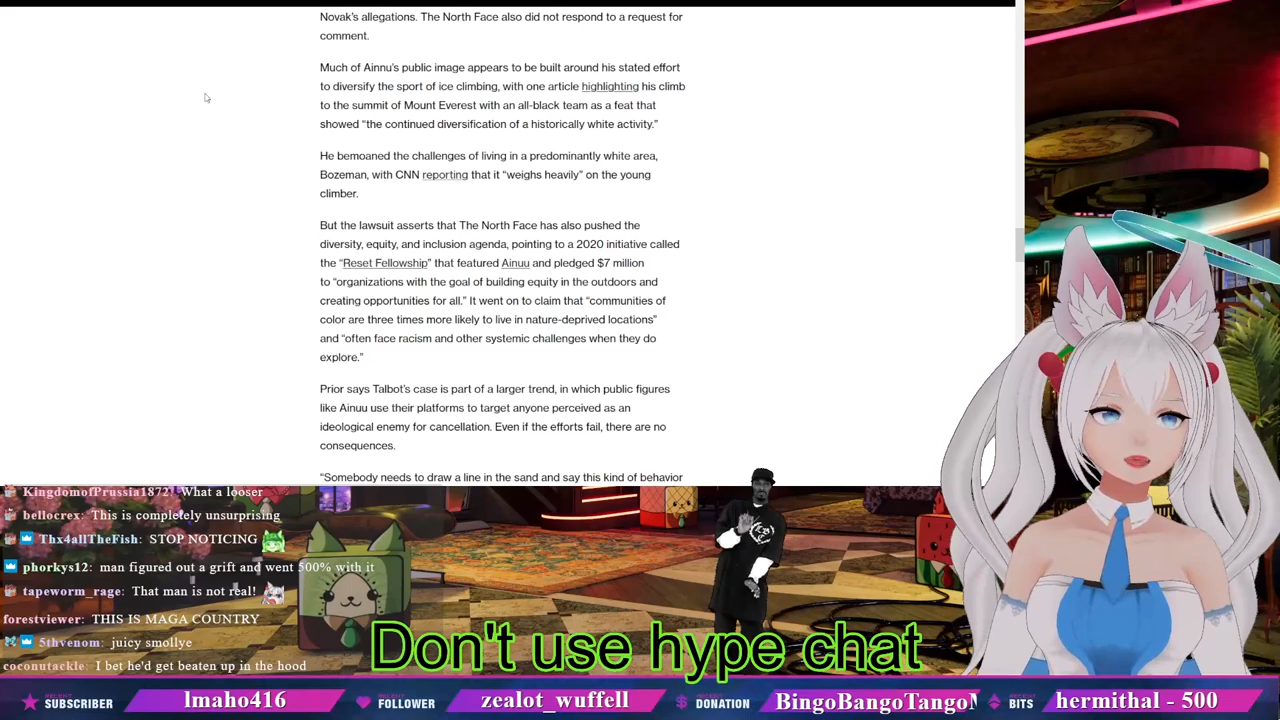 Novak's allegations. The North Face also did not respond to a request for
comment.
Much of Ainnu's public image appears to be built around his stated effort
to diversify the sport of ice climbing, with one article highlighting his climb
to the summit of Mount Everest with an all-black team as a feat that
showed “the continued diversification of a historically white activity.”
He bemoaned the challenges of living in a predominantly white area,
Bozeman, with CNN reporting that it “weighs heavily” on the young
climber.
But the lawsuit asserts that The North Face has also pushed the
diversity, equity, and inclusion agenda, pointing to a 2020 initiative called
the “Reset Fellowship” that featured Ainuu and pledged $7 million
to “organizations with the goal of building equity in the outdoors and
creating opportunities for all.” It went on to claim that “communities of
color are three times more likely to live in nature-deprived locations”
and “often face racism and other systemic challenges when they do
explore.”
Prior says Talbot's case is part of a larger trend, in which public figures
like Ainuu use their platforms to target anyone perceived as an
ideological enemy for cancellation. Even if the efforts fail, there are no
consequences.
“Somebody needs to draw a line in the sand and say this kind of behavior
KingdomofPrussia1872: What a looser
bellocrex: This is completely unsurprising
Thx4allTheFish: STOP NOTICING
phorkys12: man figured out a grift and went 500% with it
tapeworm_rage: That man is not real!
forestviewer: THIS IS MAGA COUNTRY
5thvenom: juicy smollye
coconutackle: I bet he'd get beaten up in the hood
Don't use hype chat
RECENT SUBSCRIBER lmaho416
RECENT FOLLOWER zealot_wuffell
RECENT DONATION BingoBangoTango
RECENT BITS hermithal - 500